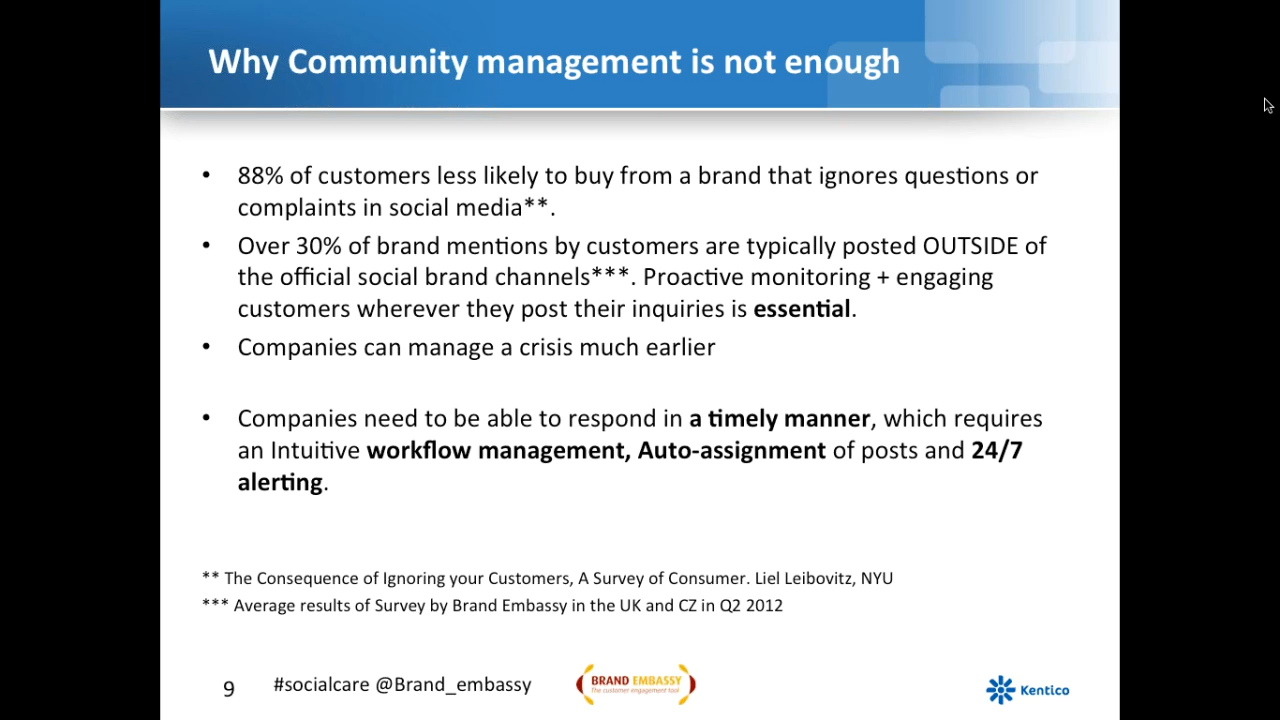 Why Community management is not enough
• 88% of customers less likely to buy from a brand that ignores questions or
complaints in social media**.
• Over 30% of brand mentions by customers are typically posted OUTSIDE of
the official social brand channels***. Proactive monitoring + engaging
customers wherever they post their inquiries is essential.
• Companies can manage a crisis much earlier
• Companies need to be able to respond in a timely manner, which requires
an Intuitive workflow management, Auto-assignment of posts and 24/7
alerting.
** The Consequence of Ignoring your Customers, A Survey of Consumer. Liel Leibovitz, NYU
*** Average results of Survey by Brand Embassy in the UK and CZ in Q2 2012
9
#socialcare @Brand_embassy
BRAND EMBASSY
The customer engagement tool
Kentico